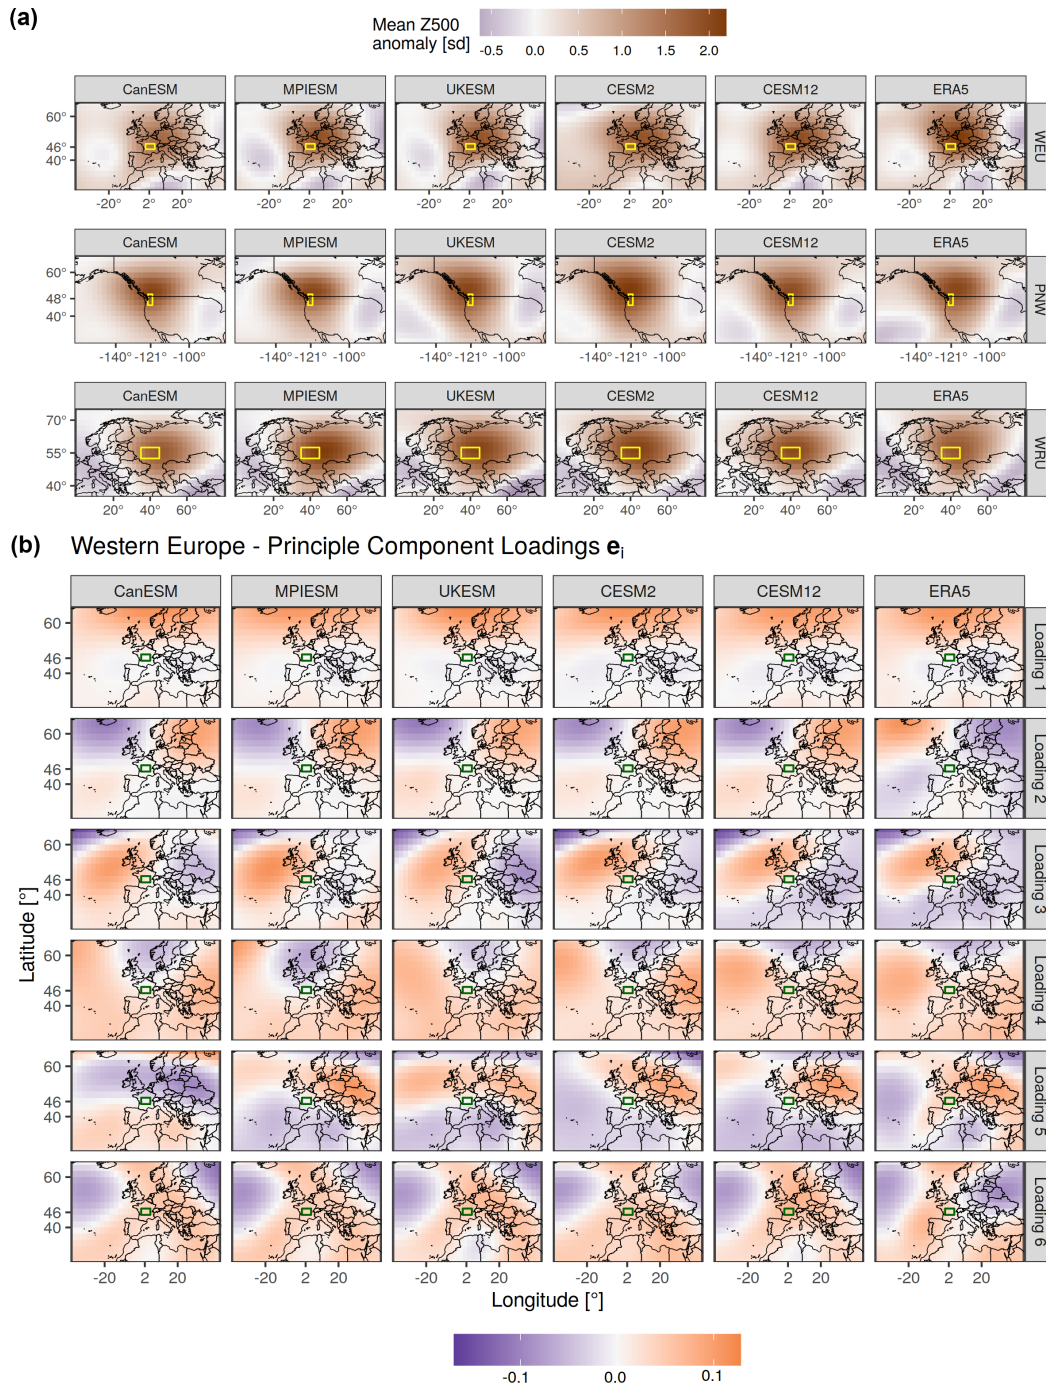 (a)
Mean Z500
anomaly [sd]
-0.5 0.0 0.5 1.0 1.5 2.0
CanESM MPIESM UKESM CESM2 CESM12 ERA5
60°
46°
40°
WEU
-20° 2° 20° -20° 2° 20° -20° 2° 20° -20° 2° 20° -20° 2° 20° -20° 2° 20°
CanESM MPIESM UKESM CESM2 CESM12 ERA5
60°
48°
40°
PNW
-140° -121° -100° -140° -121° -100° -140° -121° -100° -140° -121° -100° -140° -121° -100° -140° -121° -100°
CanESM MPIESM UKESM CESM2 CESM12 ERA5
70°
55°
40°
WRU
20° 40° 60° 20° 40° 60° 20° 40° 60° 20° 40° 60° 20° 40° 60° 20° 40° 60°
(b) Western Europe - Principle Component Loadings e_i
CanESM MPIESM UKESM CESM2 CESM12 ERA5
60
46
40
Loading 1
60
46
40
Loading 2
60
46
40
Loading 3
60
46
40
Loading 4
60
46
40
Loading 5
60
46
40
Loading 6
Latitude [°]
-20 2 20 -20 2 20 -20 2 20 -20 2 20 -20 2 20 -20 2 20
Longitude [°]
-0.1 0.0 0.1